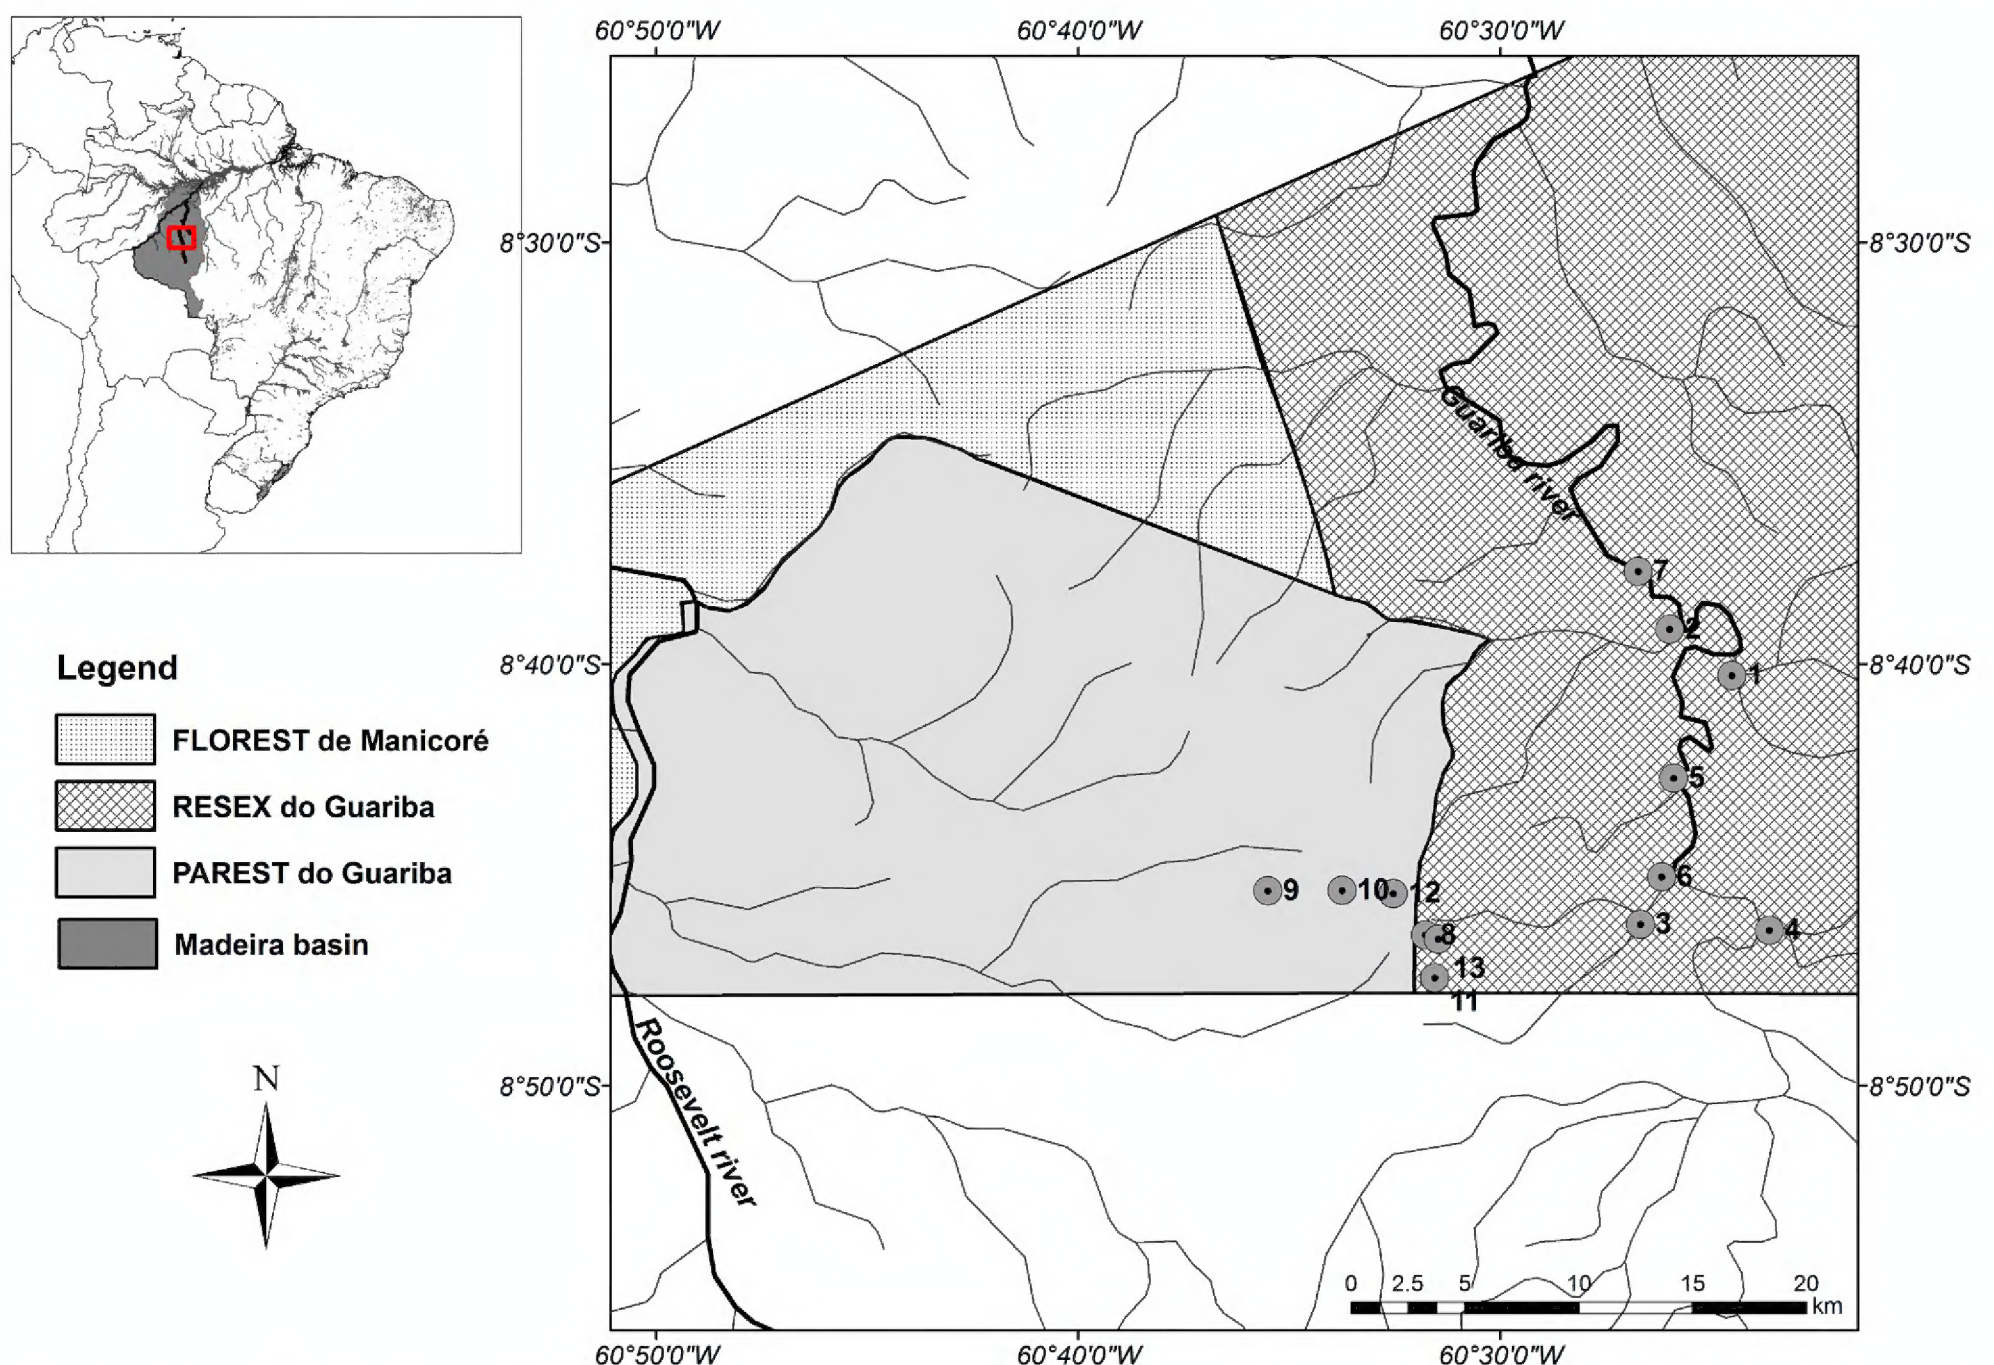 60°50'0"W 60°40'0"W 60°30'0"W
8°30'0"S 8°30'0"S
Guariba river
7
2
8°40'0"S 8°40'0"S
1
Legend
FLOREST de Manicoré
RESEX do Guariba
PAREST do Guariba
Madeira basin
5
6
9 10 12
3 4
8
13
11
Roosevelt river
N
8°50'0"S 8°50'0"S
0 2.5 5 10 15 20
km
60°50'0"W 60°40'0"W 60°30'0"W